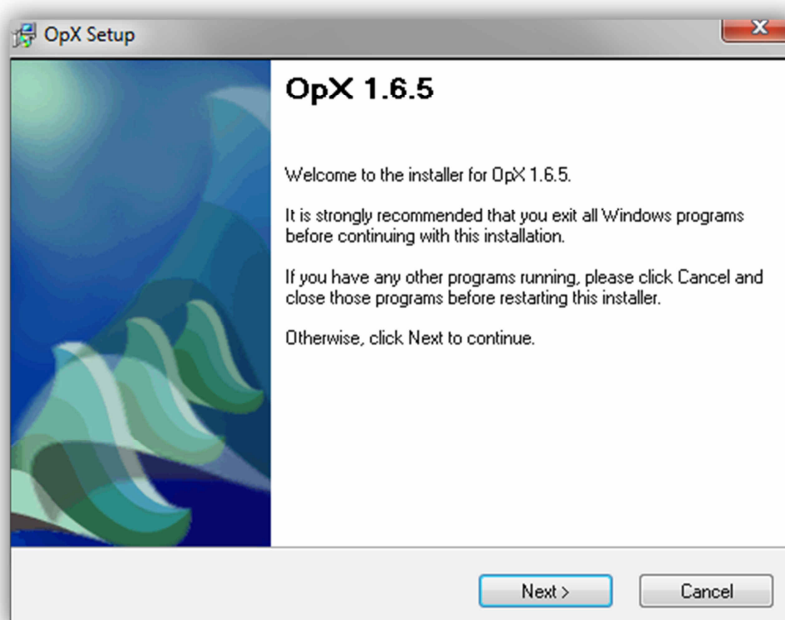 OpX Setup
X
OpX 1.6.5
Welcome to the installer for OpX 1.6.5.
It is strongly recommended that you exit all Windows programs
before continuing with this installation.
If you have any other programs running, please click Cancel and
close those programs before restarting this installer.
Otherwise, click Next to continue.
Next >
Cancel